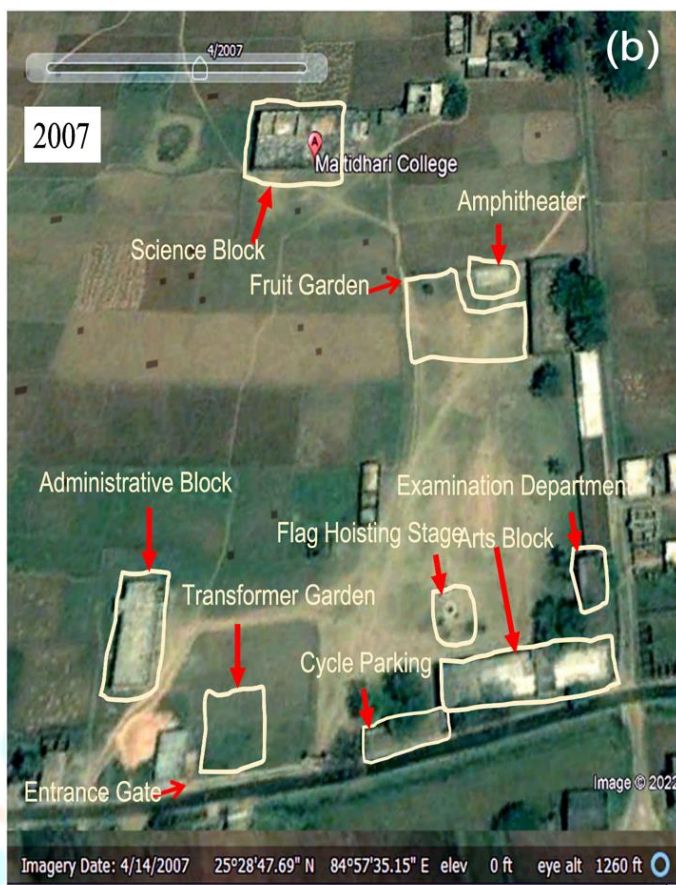 4/2007
(b)
2007
Maltidhari College
Amphitheater
Science Block
Fruit Garden
Administrative Block
Examination Department
Flag Hoisting Stage
Arts Block
Transformer Garden
Cycle Parking
Entrance Gate
Image © 2022
Imagery Date: 4/14/2007 25°28'47.69" N 84°57'35.15" E elev 0 ft eye alt 1260 ft